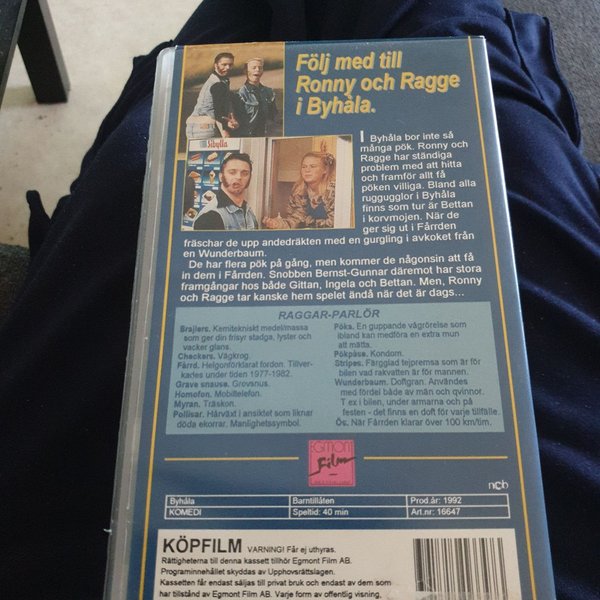 Följ med till
Ronny och Ragge
i Byhåla.
Sibylla
I Byhåla bor inte så
många pök. Ronny och
Ragge har ständiga
problem med att hitta
och framför allt få
pöken villiga. Bland alla
ruggugglor i Byhåla
finns som tur är Bettan
i korvmojen. När de
ger sig ut i Fårrden
fräschar de upp andedräkten med en gurgling i avkoket från
en Wunderbaum.
De har flera pök på gång, men kommer de någonsin att få
in dem i Fårrden. Snobben Bernst-Gunnar däremot har stora
framgångar hos både Gittan, Ingela och Bettan. Men, Ronny
och Ragge tar kanske hem spelet ändå när det är dags...
RAGGAR-PARLÖR
Brajlers. Kemitekniskt medel/massa
som ger din frisyr stadga, lyster och
vacker glans.
Checkers. Vägkrog.
Fårrd. Helgonförklarat fordon. Tillver-
kades under tiden 1977-1982.
Grave snause. Grovsnus.
Homofon. Mobiltelefon.
Myran. Träskon.
Pollisar. Hårväxt i ansiktet som liknar
döda ekorrar. Manlighetssymbol.
Pöks. En guppande vågrörelse som
ibland kan medföra en extra mun
att mätta.
Pökpåse. Kondom.
Stripes. Färgglad tejpremsa som är för
bilen vad rakvatten är för mannen.
Wunderbaum. Doftgran. Användes
med fördel både av män och qvinnor.
T ex i bilen, under armarna och på
festen - det finns en doft för varje tillfälle.
Ös. När Fårrden klarar över 100 km/tim.
EGMONT
Film
ncb
Byhåla Barntillåten Prod.år: 1992
KOMEDI Speltid: 40 min Art.nr: 16647
KÖPFILM VARNING! Får ej uthyras.
Rättigheterna till denna kassett tillhör Egmont Film AB.
Programinnehållet skyddas av Upphovsrättslagen.
Kassetten får endast säljas till privat bruk och endast av dem som
har tillstånd av Egmont Film AB. Varje form av offentlig visning,